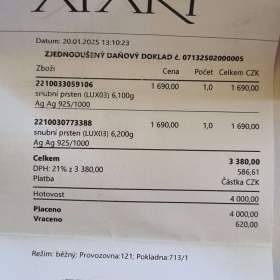 APART
Datum: 20.01.2025 13:10:23
ZJEDNODUŠENÝ DAŇOVÝ DOKLAD č. 07132502000005
Zboží Cena Počet Celkem CZK
2210033059106 1 690,00 1,0 1 690,00
snubní prsten (LUX03) 6,100g
Ag Ag 925/1000
2210030773388 1 690,00 1,0 1 690,00
snubní prsten (LUX03) 6,200g
Ag Ag 925/1000
Celkem 3 380,00
DPH: 21% z 3 380,00 586,61
Platba Částka CZK
Hotovost 4 000,00
Placeno 4 000,00
Vraceno 620,00
Režim: běžný; Provozovna:121; Pokladna:713/1